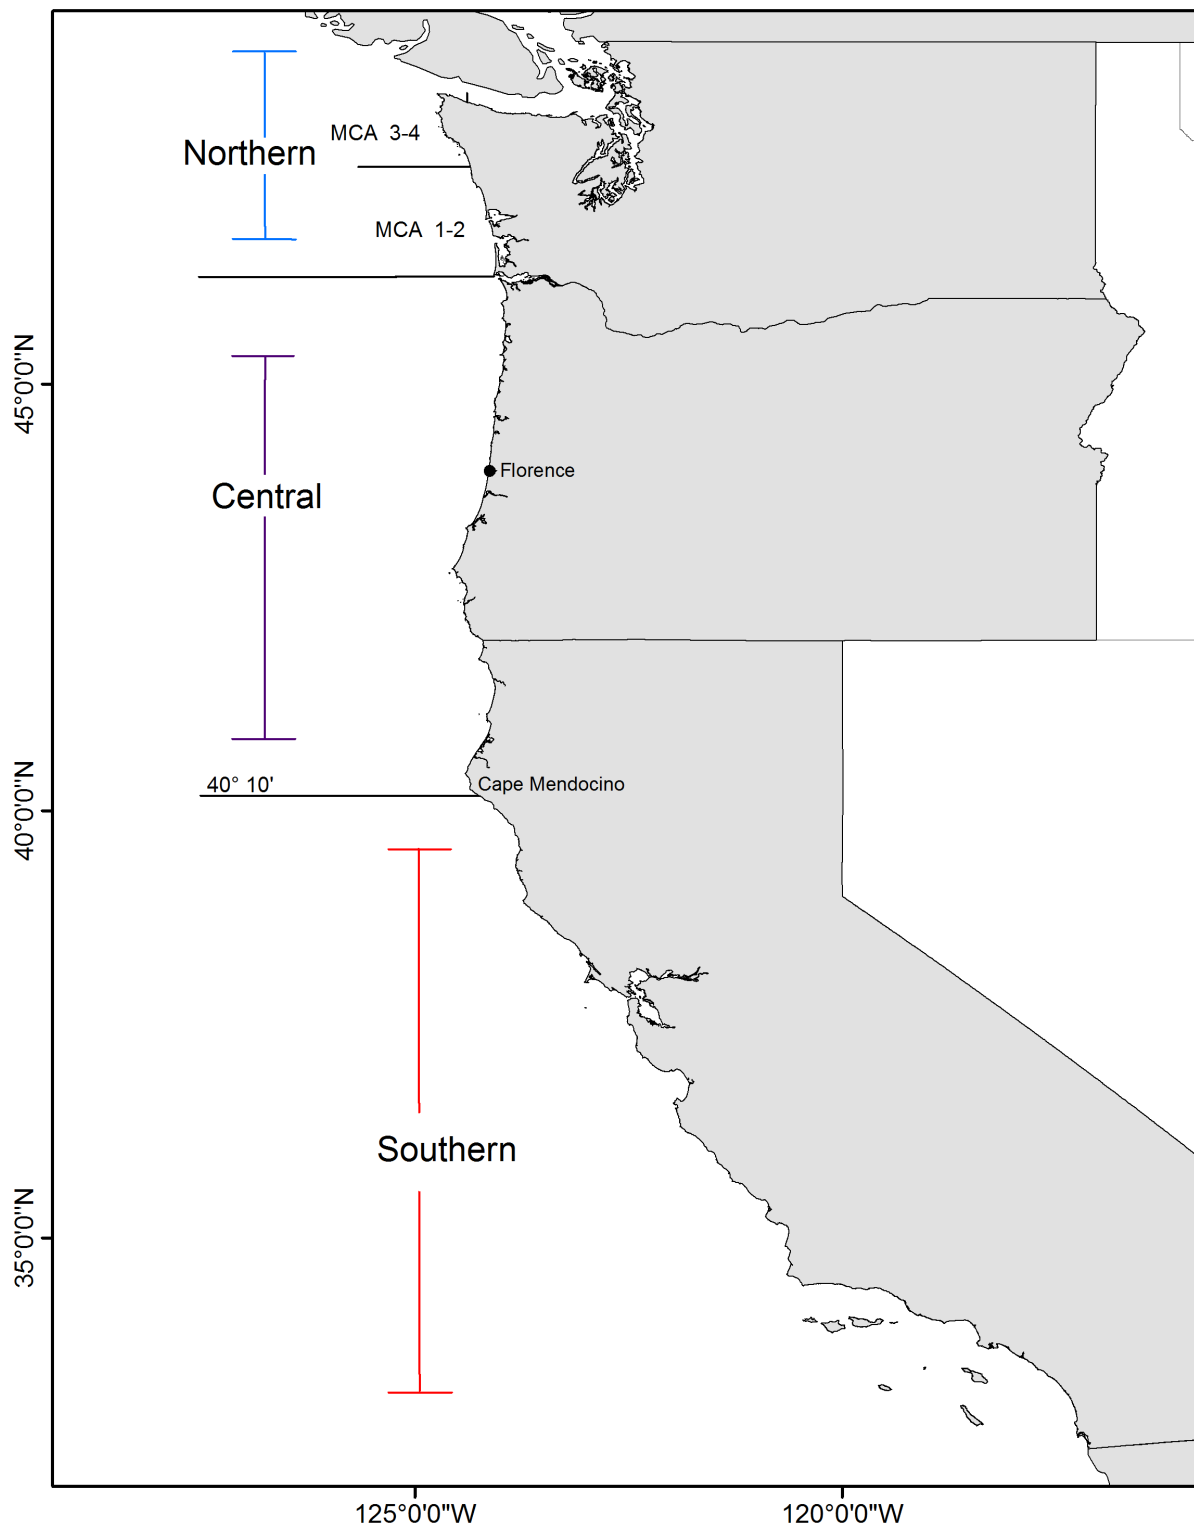 MCA 3-4
Northern
MCA 1-2
45°0'0"N
Florence
Central
40° 10'
Cape Mendocino
40°0'0"N
Southern
35°0'0"N
125°0'0"W
120°0'0"W